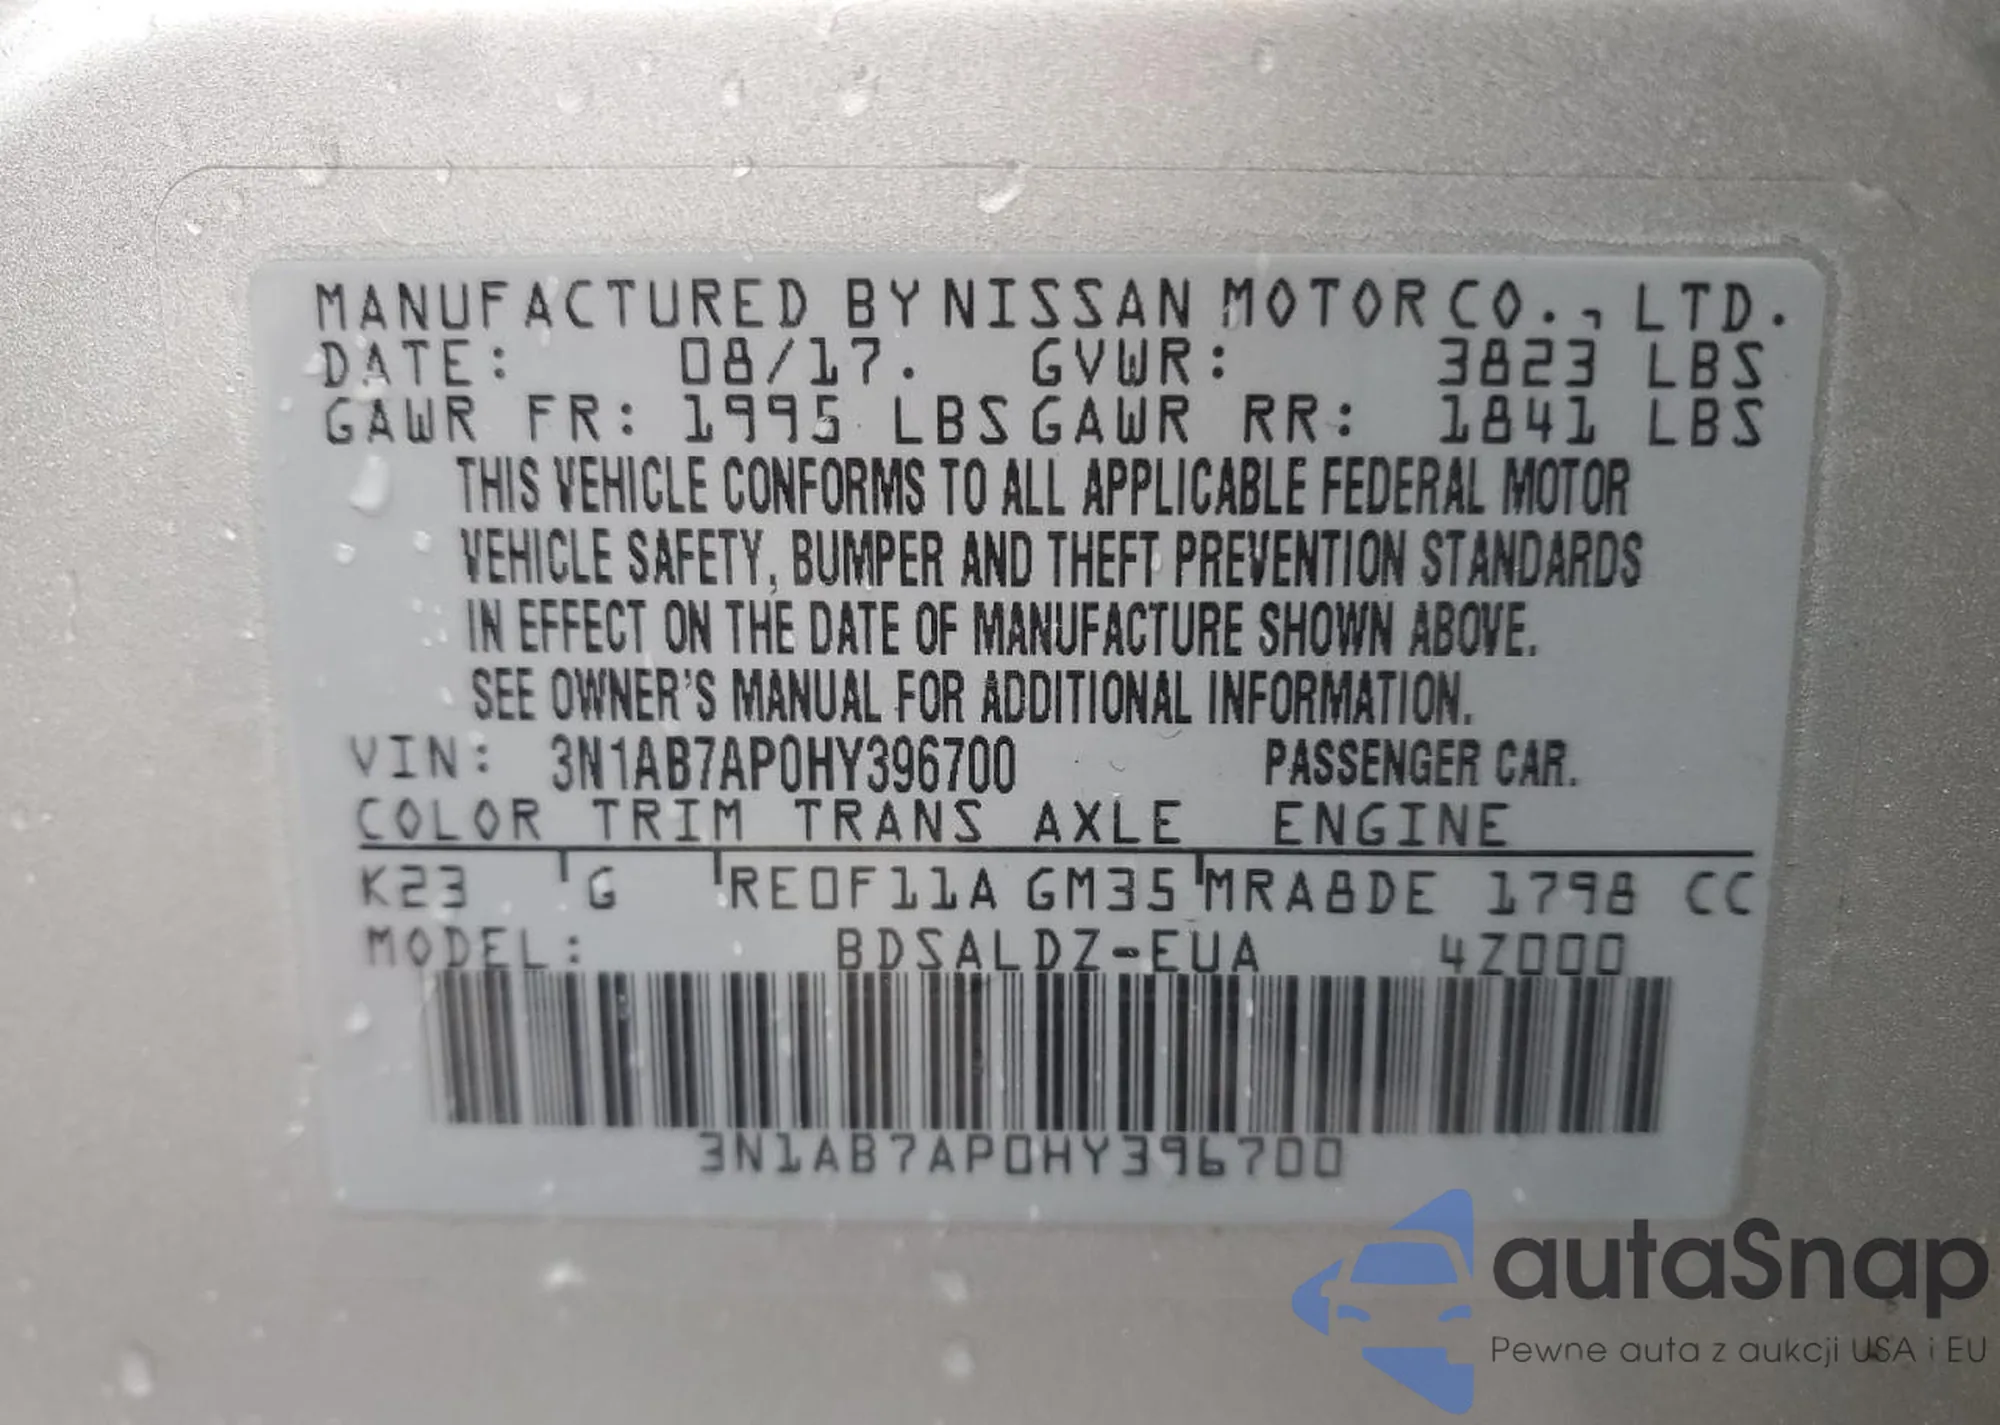 MANUFACTURED BY NISSAN MOTOR CO., LTD.
DATE: 08/17. GVWR: 3823 LBS
GAWR FR: 1995 LBS GAWR RR: 1841 LBS
THIS VEHICLE CONFORMS TO ALL APPLICABLE FEDERAL MOTOR
VEHICLE SAFETY, BUMPER AND THEFT PREVENTION STANDARDS
IN EFFECT ON THE DATE OF MANUFACTURE SHOWN ABOVE.
SEE OWNER'S MANUAL FOR ADDITIONAL INFORMATION.
VIN: 3N1AB7AP0HY396700 PASSENGER CAR.
COLOR TRIM TRANS AXLE ENGINE
K23 G RE0F11A GM35 MRA8DE 1798 CC
MODEL: BDSALDZ-EUA 4Z000
3N1AB7AP0HY396700
autaSnap
Pewne auta z aukcji USA i EU